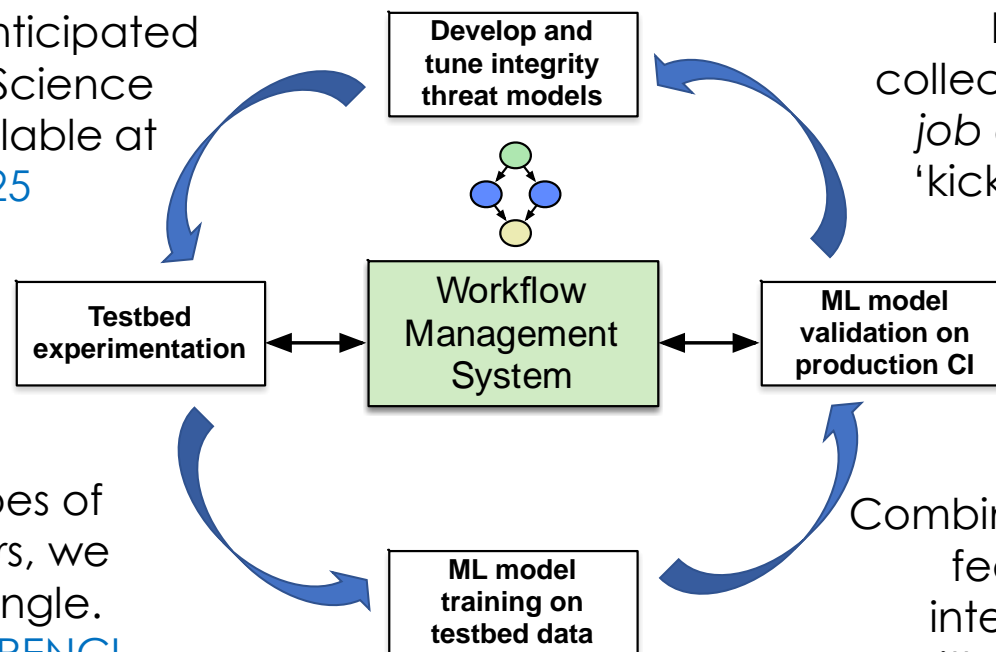 nticipated
Science
lable at
25
Develop and
tune integrity
threat models
collec
job
'kick
Testbed
experimentation
Workflow
Management
System
ML model
validation on
production CI
pes of
rs, we
ngle.
RENCI
ML model
training on
testbed data
Combin
fea
inte